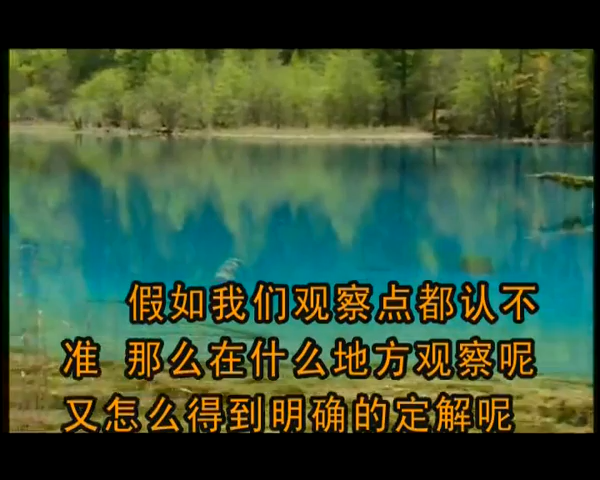 假如我们观察点都认不
准 那么在什么地方观察呢
又怎么得到明确的定解呢